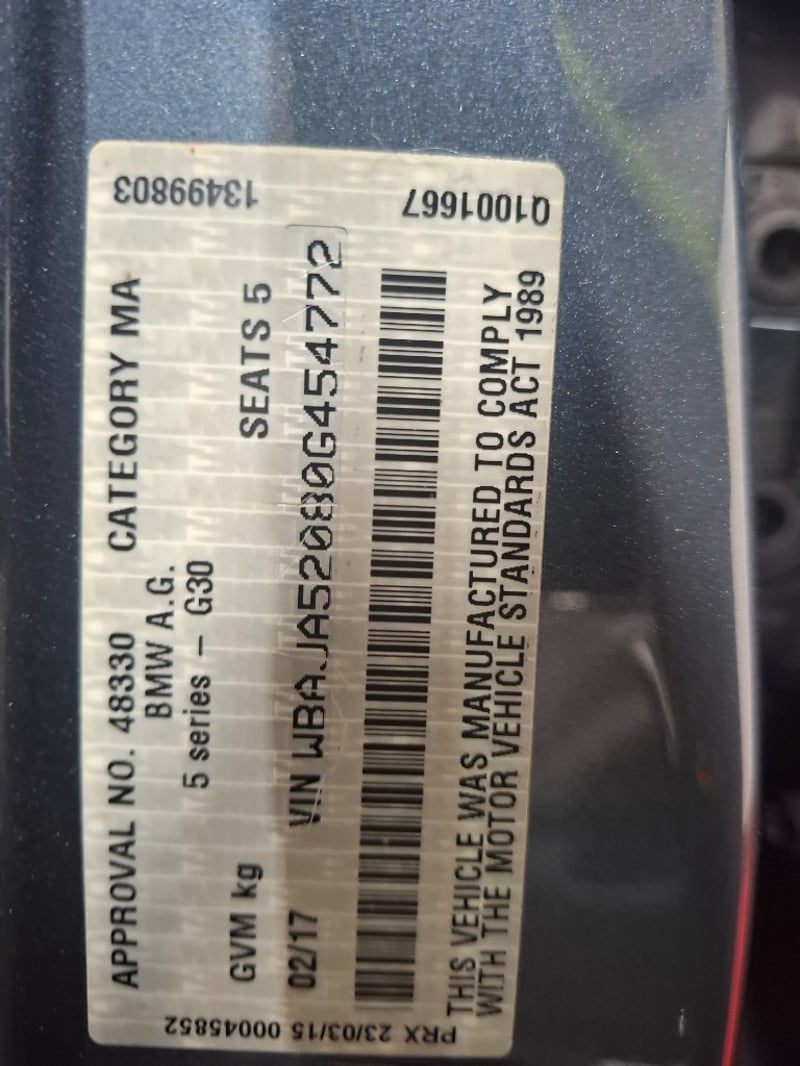 13499803
Q1001667
APPROVAL NO. 48330 CATEGORY MA
BMW A.G.
5 series - G30
GVM kg SEATS 5
02/17 VIN WBAJA52080G454772
THIS VEHICLE WAS MANUFACTURED TO COMPLY
WITH THE MOTOR VEHICLE STANDARDS ACT 1989
PRX 23/03/15 00045852